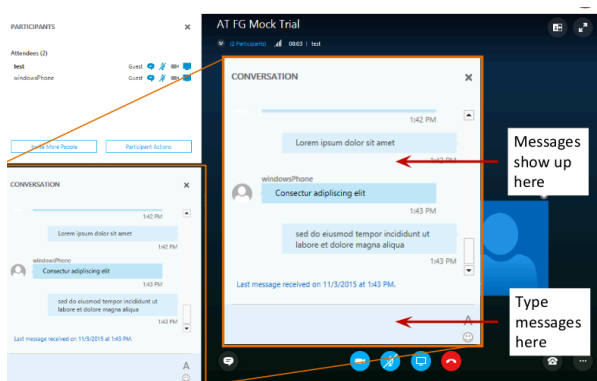 PARTICIPANTS
Attendees (2)
test Guest
windowsPhone Guest
Invite More People
Participant Actions
CONVERSATION
1:42 PM
Lorem ipsum dolor sit amet
1:42 PM
windowsPhone
Consectur adipliscing elit
1:43 PM
sed do eiusmod tempor incididunt ut
labore et dolore magna aliqua
1:43 PM
Last message received on 11/3/2015 at 1:43 PM.
A
AT FG Mock Trial
(2 Participants) 00:03 | test
CONVERSATION
1:42 PM
Lorem ipsum dolor sit amet
1:42 PM
windowsPhone
Consectur adipliscing elit
1:43 PM
sed do eiusmod tempor incididunt ut
labore et dolore magna aliqua
1:43 PM
Last message received on 11/3/2015 at 1:43 PM.
A
Messages
show up
here
Type
messages
here